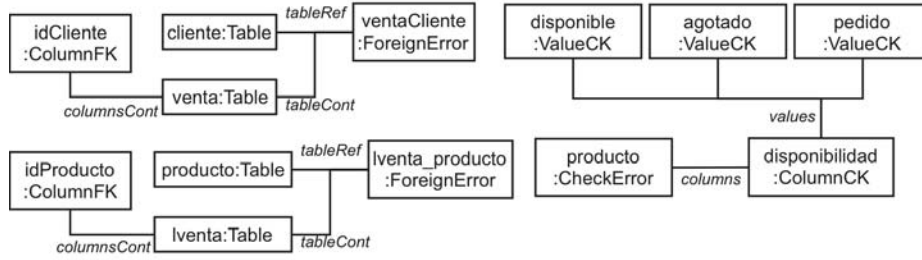 idCliente
:ColumnFK
cliente:Table
tableRef
ventaCliente
:ForeignError
columnsCont
venta:Table
tableCont
idProducto
:ColumnFK
producto:Table
tableRef
lventa_producto
:ForeignError
columnsCont
lventa:Table
tableCont
disponible
:ValueCK
agotado
:ValueCK
pedido
:ValueCK
values
producto
:CheckError
columns
disponibilidad
:ColumnCK